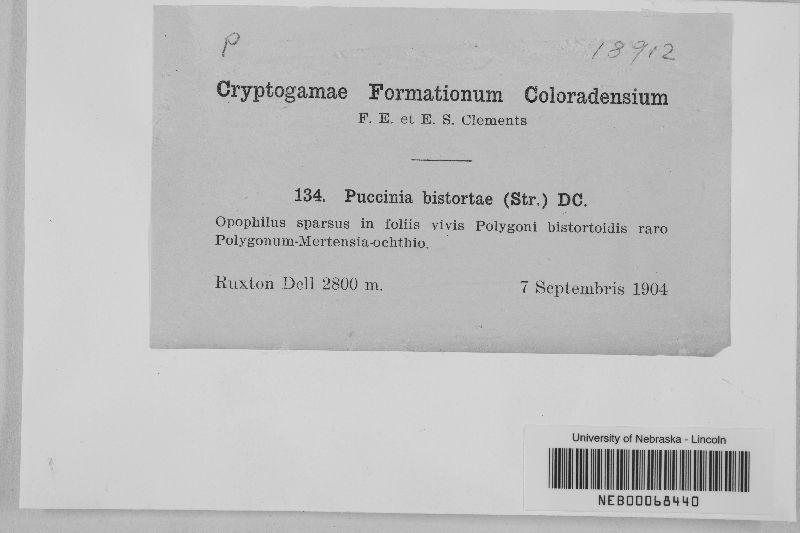 P 18912
Cryptogamae Formationum Coloradensium
F. E. et E. S. Clements
134. Puccinia bistortae (Str.) DC.
Opophilus sparsus in foliis vivis Polygoni bistortoidis raro
Polygonum-Mertensia-ochthio.
Ruxton Dell 2800 m. 7 Septembris 1904
University of Nebraska - Lincoln
NEB00068440